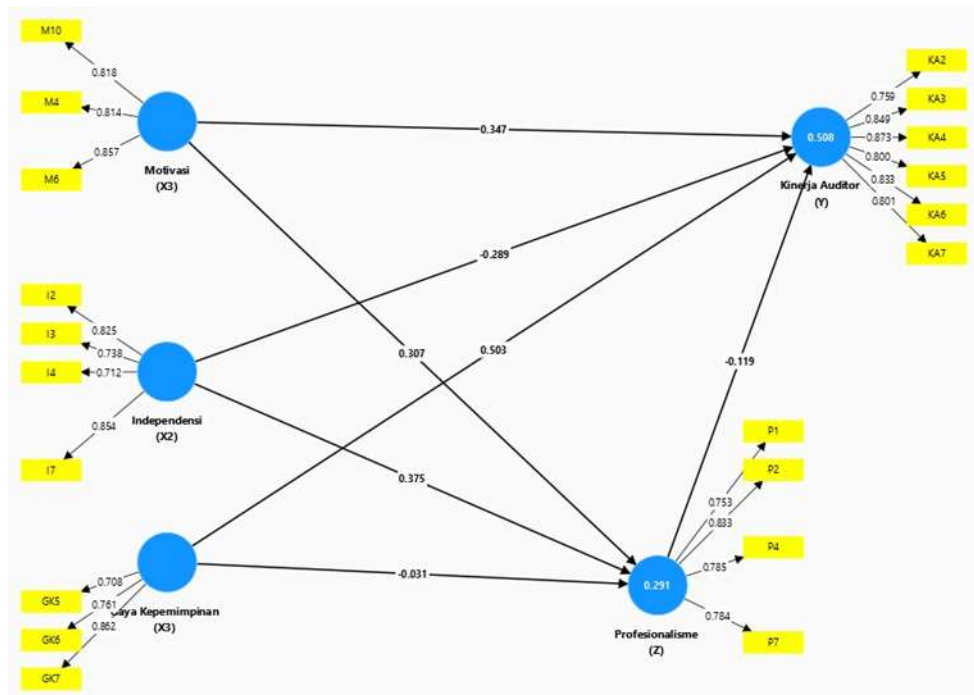 M10
0.818
M4
0.814
0.857
M6
Motivasi
(X3)
0.347
KA2
0.759
KA3
0.849
0.508
0.873
KA4
0.800
KA5
0.833
Kinerja Auditor
(Y)
0.801
KA6
KA7
-0.289
I2
0.825
I3
0.738
I4
0.712
0.854
I7
Independensi
(X2)
0.307
0.503
-0.119
0.375
P1
P2
0.753
0.833
P4
0.785
0.291
0.784
P7
Profesionalisme
(Z)
-0.031
0.708
GK5
0.761
aya Kepemimpinan
(X3)
GK6
0.862
GK7